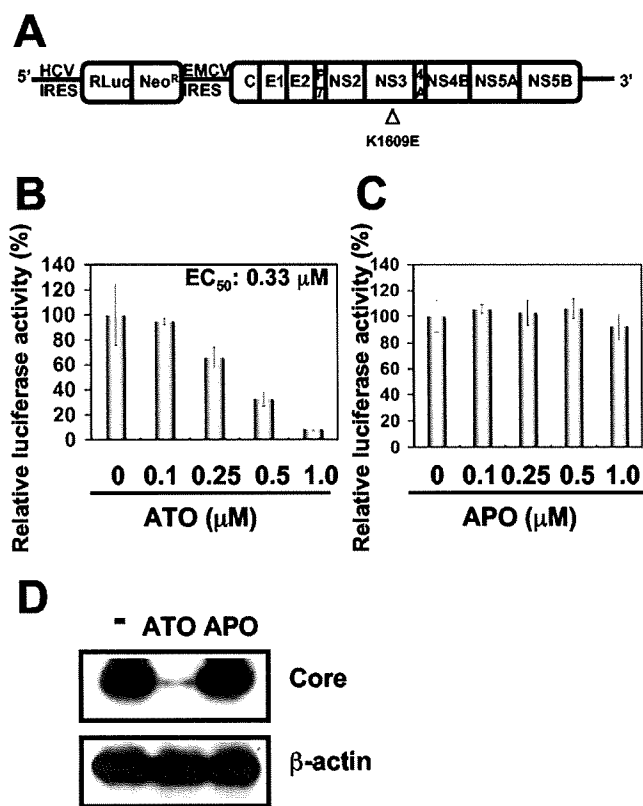 A
5' HCV IRES RLuc Neo^R EMCV IRES C E1 E2 P7 NS2 NS3 4A NS4B NS5A NS5B 3'
K1609E
B
Relative luciferase activity (%)
140
120
100
80
60
40
20
0
EC₅₀: 0.33 μM
0 0.1 0.25 0.5 1.0
ATO (μM)
C
Relative luciferase activity (%)
140
120
100
80
60
40
20
0
0 0.1 0.25 0.5 1.0
APO (μM)
D
- ATO APO
Core
β-actin